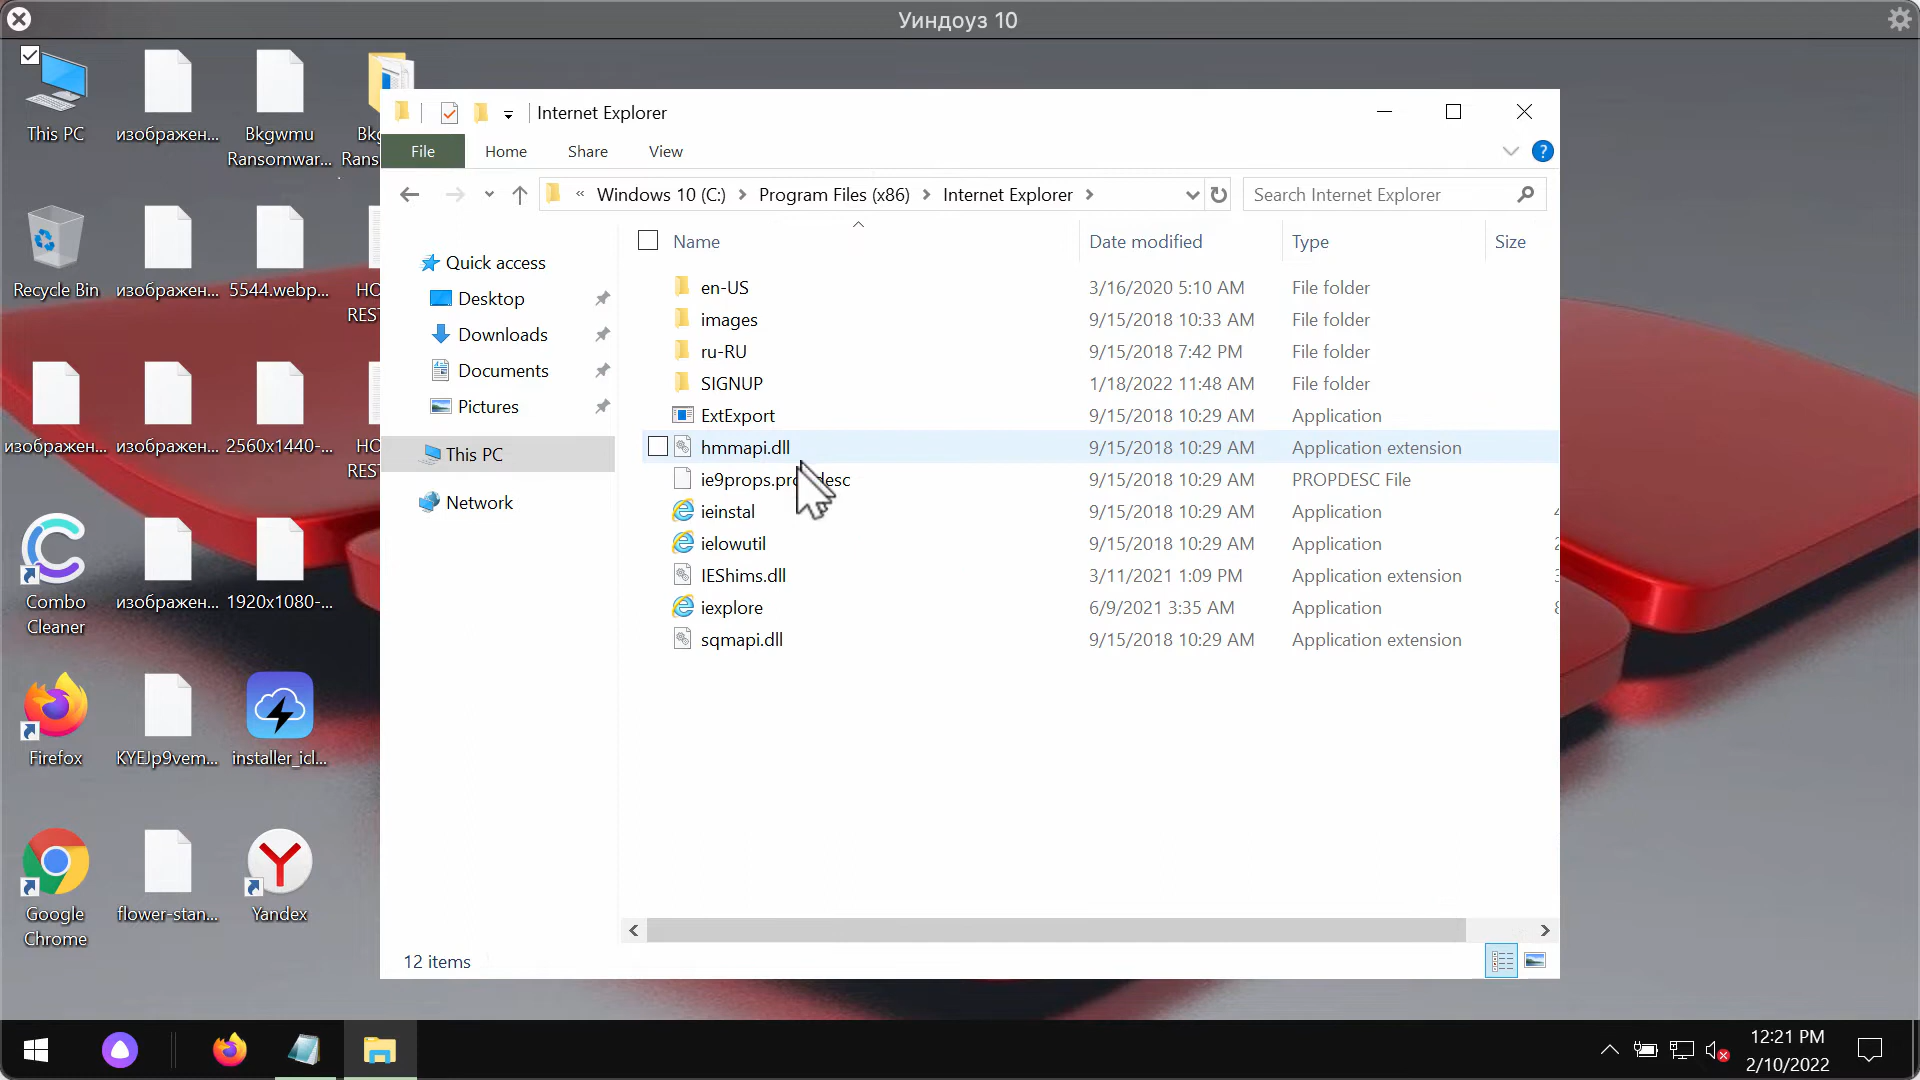 Уиндоуз 10
This PC
изображен...
Bkgwmu
Ransomwar...
Recycle Bin
изображен...
5544.webp...
изображен...
изображен...
2560x1440-...
Combo
Cleaner
изображен...
1920x1080-...
Firefox
KYEJp9vem...
installer_icl...
Google
Chrome
flower-stan...
Yandex
Internet Explorer
File
Home
Share
View
Windows 10 (C:)
Program Files (x86)
Internet Explorer
Search Internet Explorer
Quick access
Desktop
Downloads
Documents
Pictures
This PC
Network
Name Date modified Type Size
en-US 3/16/2020 5:10 AM File folder
images 9/15/2018 10:33 AM File folder
ru-RU 9/15/2018 7:42 PM File folder
SIGNUP 1/18/2022 11:48 AM File folder
ExtExport 9/15/2018 10:29 AM Application
hmmapi.dll 9/15/2018 10:29 AM Application extension
9/15/2018 10:29 AM PROPDESC File
ieinstal 9/15/2018 10:29 AM Application
ielowutil 9/15/2018 10:29 AM Application
IEShims.dll 3/11/2021 1:09 PM Application extension
iexplore 6/9/2021 3:35 AM Application
sqmapi.dll 9/15/2018 10:29 AM Application extension
12 items
12:21 PM
2/10/2022